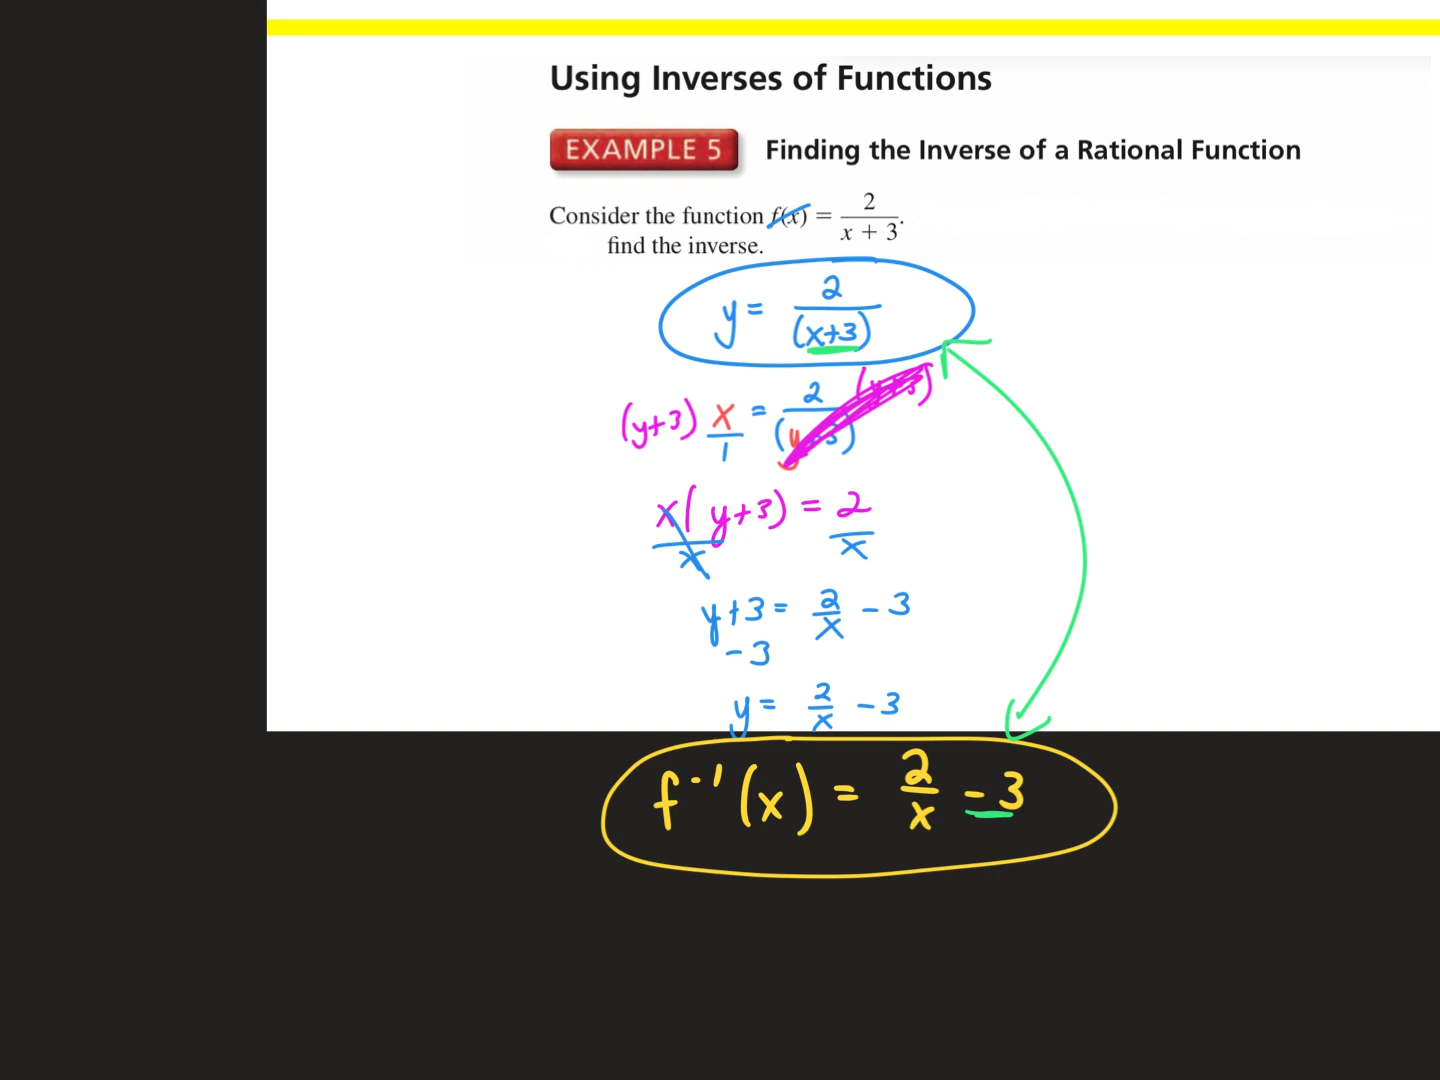 Using Inverses of Functions
EXAMPLE 5 Finding the Inverse of a Rational Function
Consider the function f(x) = 2/(x + 3).
find the inverse.
y = 2/(x+3)
(y+3) x/1 = 2/(y+3) (y+3)
x(y+3)/x = 2/x
y+3 = 2/x - 3
-3
y = 2/x - 3
f⁻¹(x) = 2/x - 3